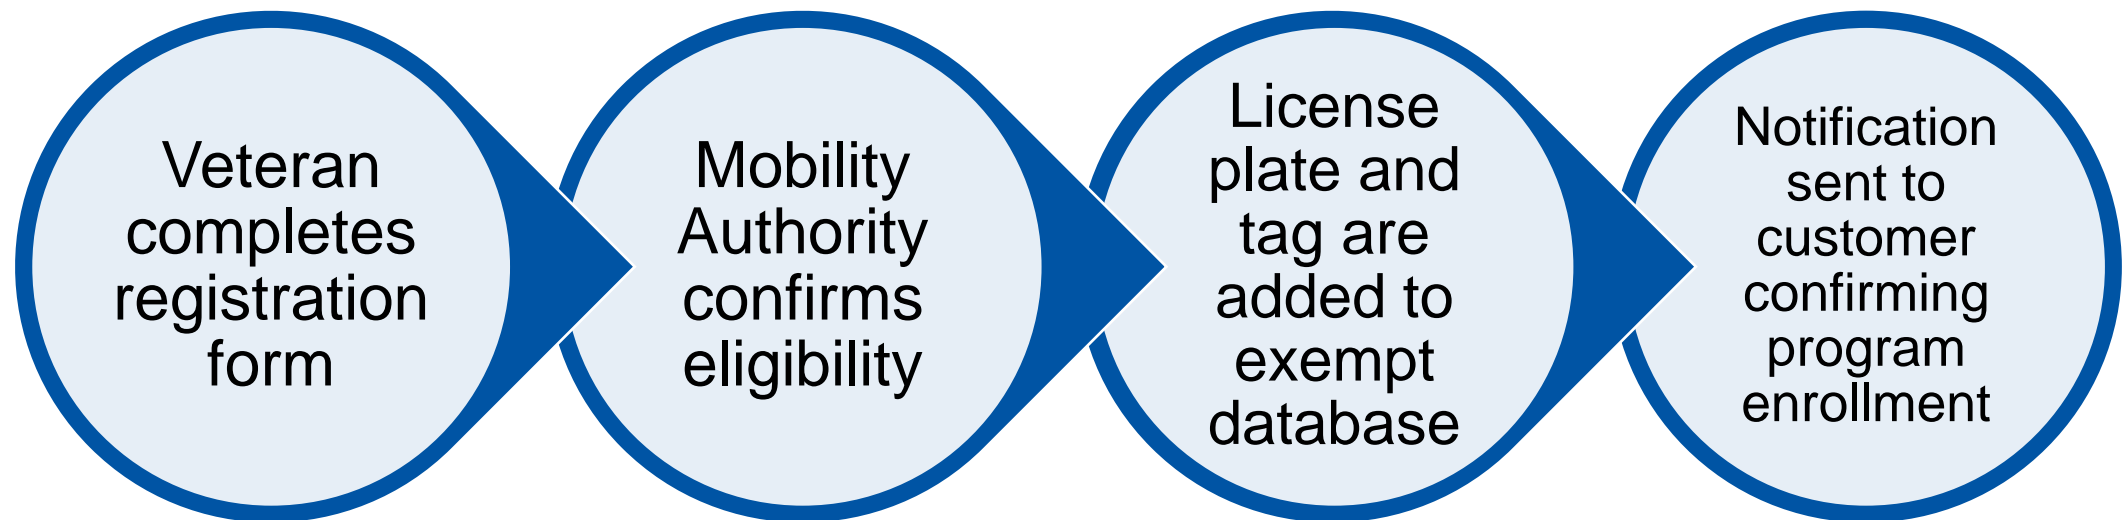 Veteran
completes
registration
form
Mobility
Authority
confirms
eligibility
License
plate and
tag are
added to
exempt
database
Notification
sent to
customer
confirming
program
enrollment